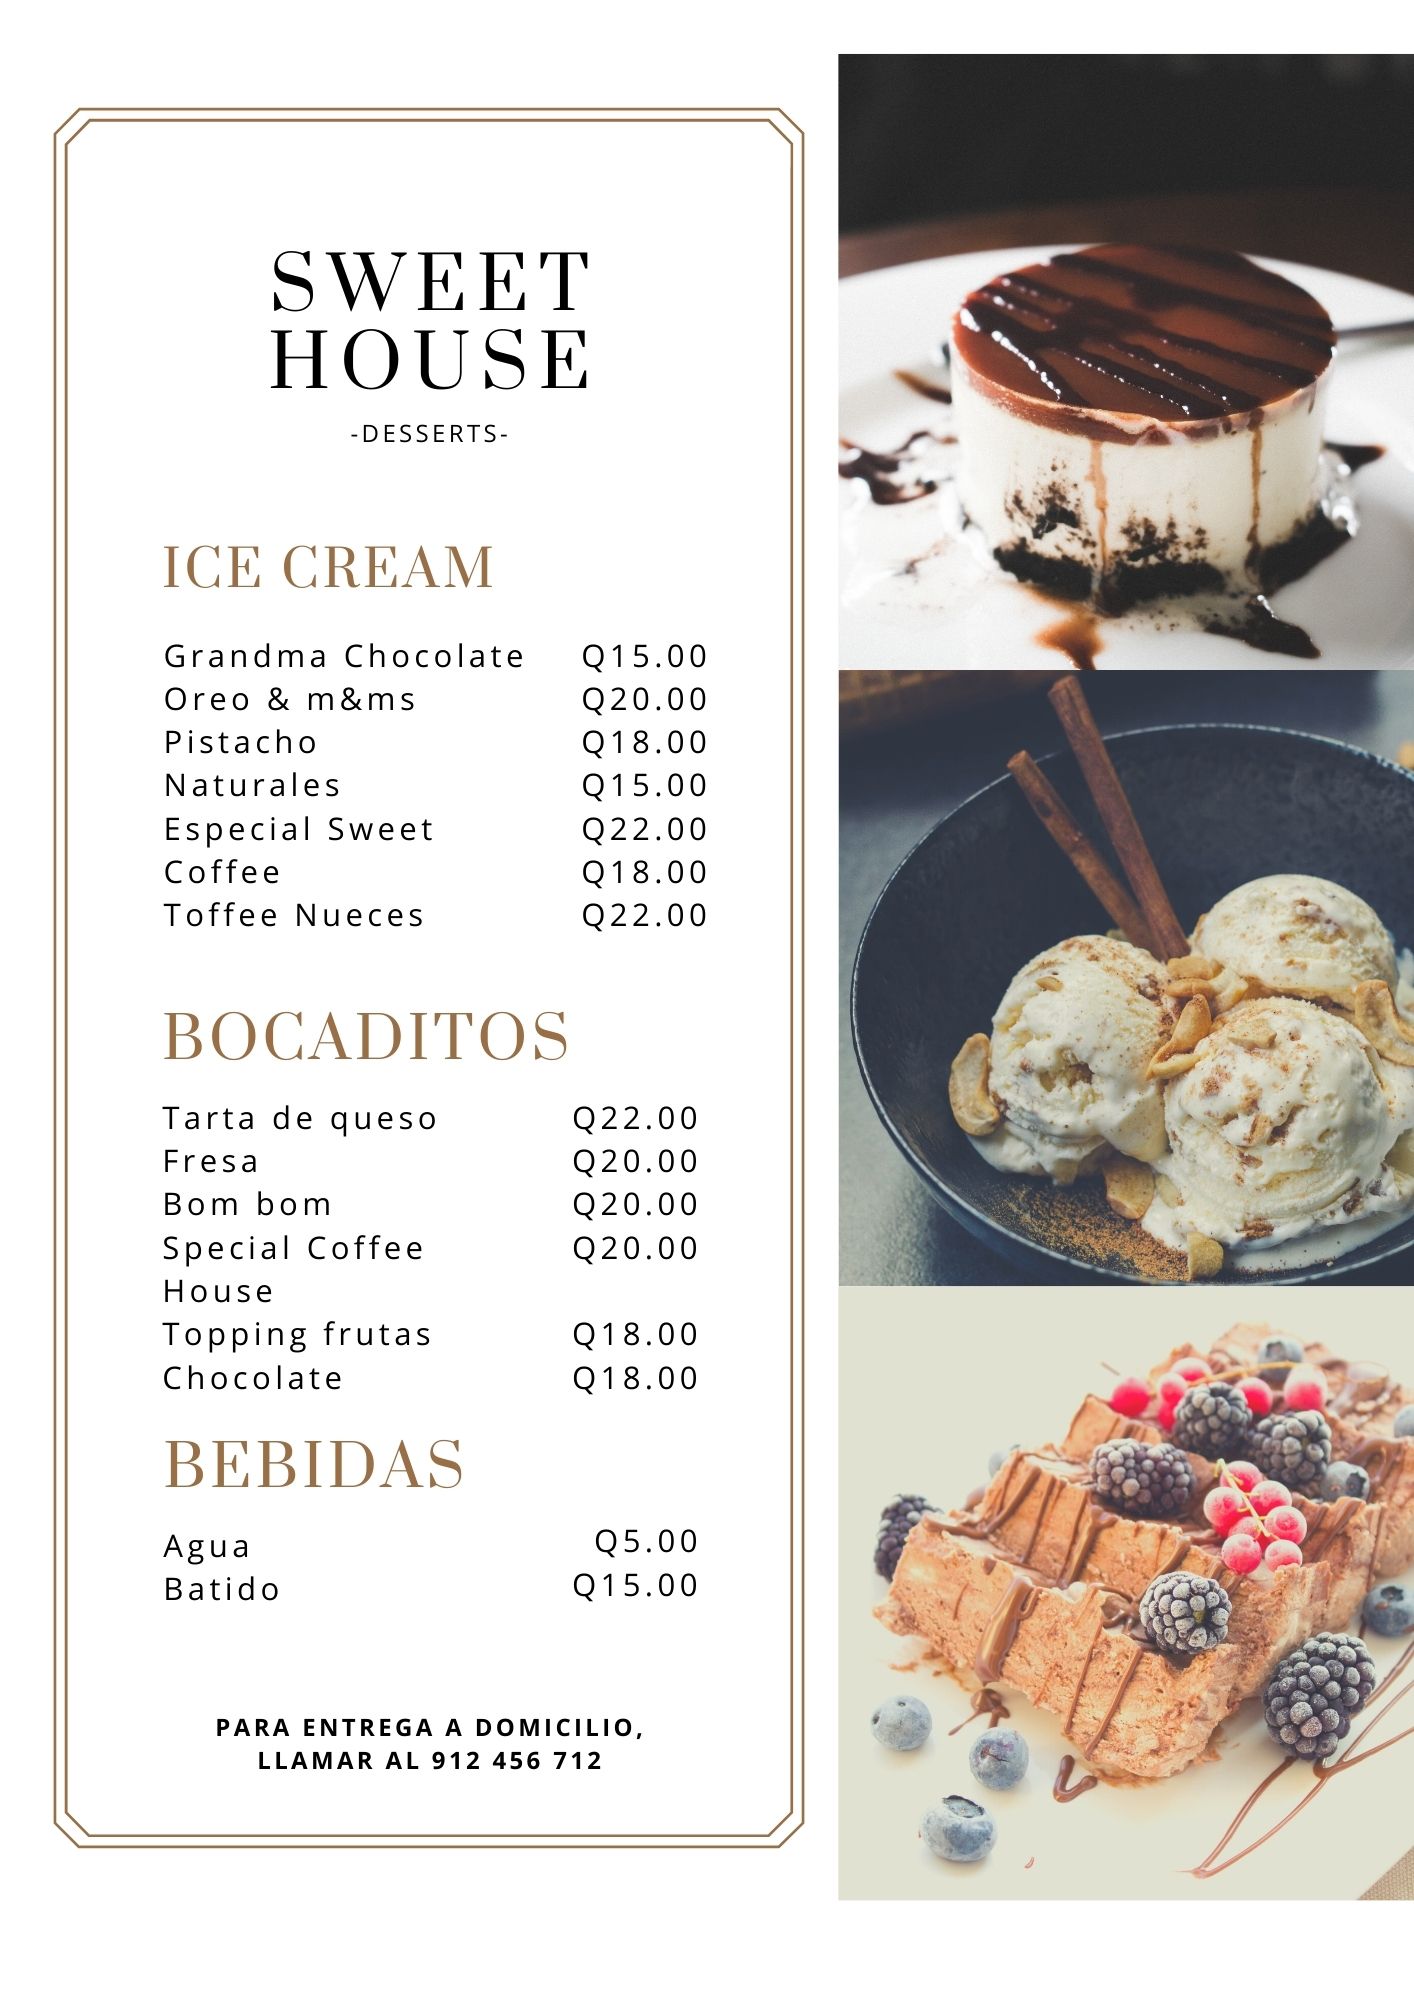 SWEET
HOUSE
-DESSERTS-
ICE CREAM
Grandma Chocolate Q15.00
Oreo & m&ms Q20.00
Pistacho Q18.00
Naturales Q15.00
Especial Sweet Q22.00
Coffee Q18.00
Toffee Nueces Q22.00
BOCADITOS
Tarta de queso Q22.00
Fresa Q20.00
Bom bom Q20.00
Special Coffee Q20.00
House
Topping frutas Q18.00
Chocolate Q18.00
BEBIDAS
Agua Q5.00
Batido Q15.00
PARA ENTREGA A DOMICILIO,
LLAMAR AL 912 456 712